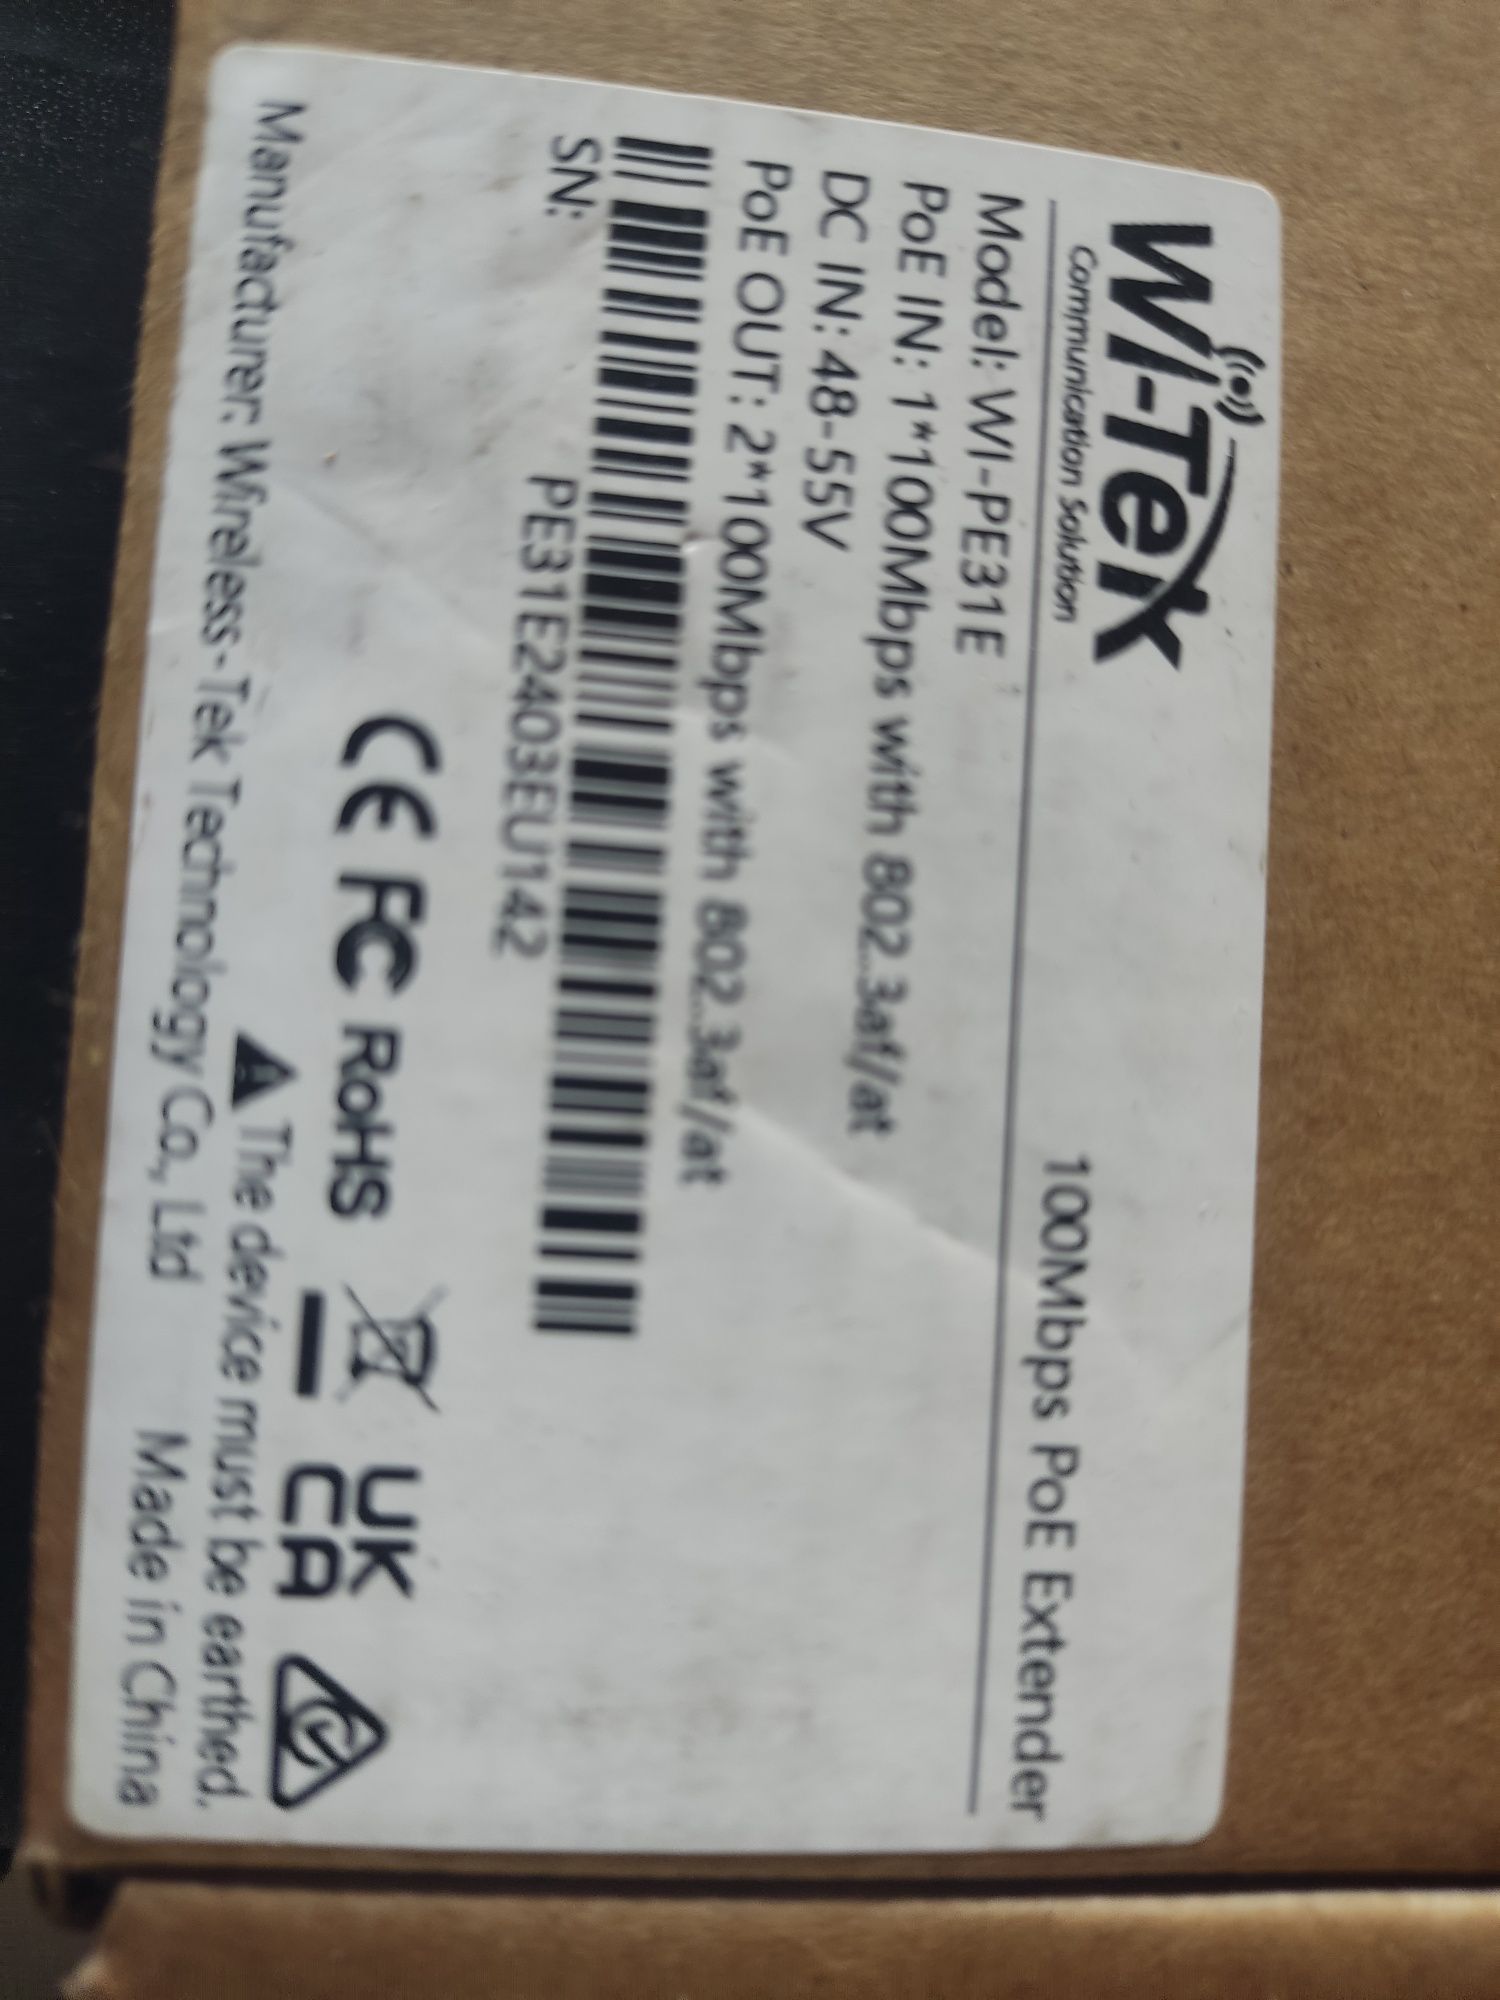 Wi-Tek
Communication Solution
100Mbps PoE Extender
Model: WI-PE31E
PoE IN: 1*100Mbps with 802.3af/at
DC IN: 48-55V
PoE OUT: 2*100Mbps with 802.3af/at
SN:
PE31E2403EU142
CE FC RoHS UK CA
The device must be earthed.
Manufacturer: Wireless-Tek Technology Co., Ltd Made in China